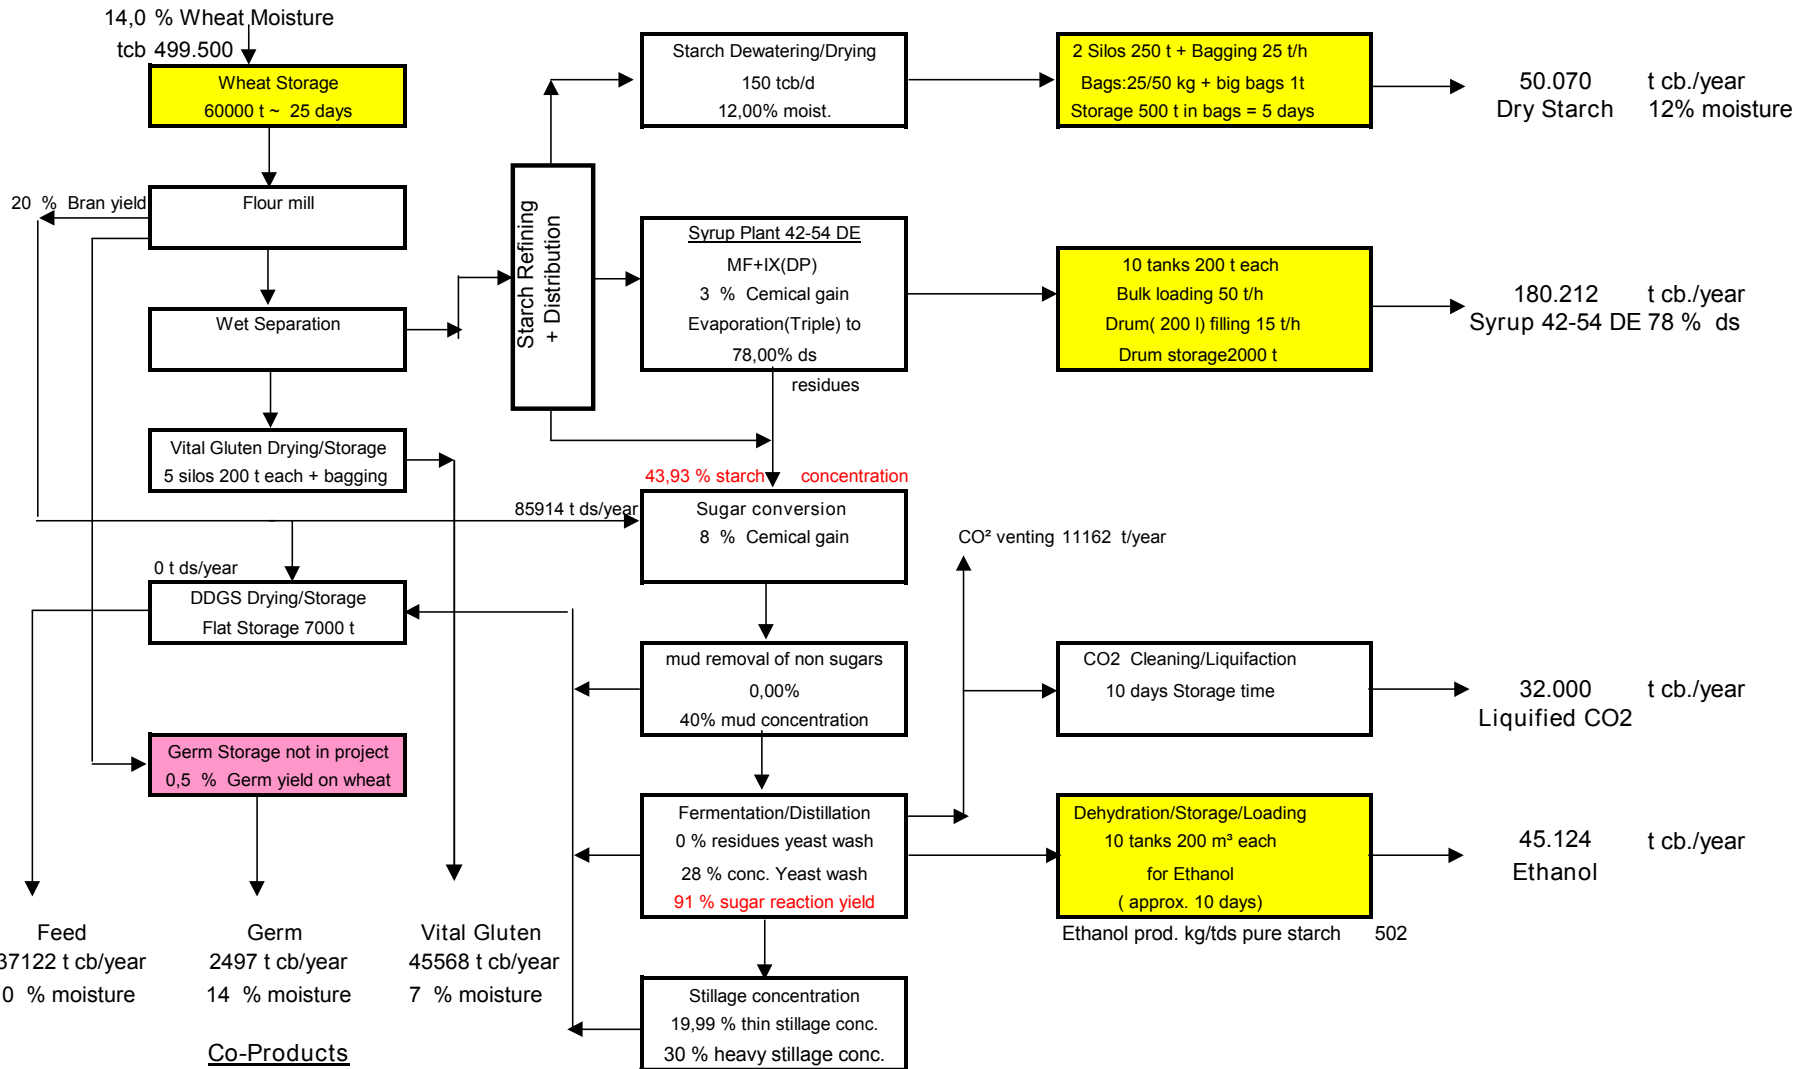 14,0 % Wheat Moisture
tcb 499.500
Wheat Storage
60000 t ~ 25 days
20 % Bran yield
Flour mill
Wet Separation
Vital Gluten Drying/Storage
5 silos 200 t each + bagging
0 t ds/year
DDGS Drying/Storage
Flat Storage 7000 t
Germ Storage not in project
0,5 % Germ yield on wheat
Feed
37122 t cb/year
0 % moisture
Germ
2497 t cb/year
14 % moisture
Vital Gluten
45568 t cb/year
7 % moisture
Co-Products
Starch Refining
+ Distribution
Starch Dewatering/Drying
150 tcb/d
12,00% moist.
Syrup Plant 42-54 DE
MF+IX(DP)
3 % Cemical gain
Evaporation(Triple) to
78,00% ds
residues
43,93 % starch concentration
85914 t ds/year
Sugar conversion
8 % Cemical gain
mud removal of non sugars
0,00%
40% mud concentration
Fermentation/Distillation
0 % residues yeast wash
28 % conc. Yeast wash
91 % sugar reaction yield
Stillage concentration
19,99 % thin stillage conc.
30 % heavy stillage conc.
2 Silos 250 t + Bagging 25 t/h
Bags:25/50 kg + big bags 1t
Storage 500 t in bags = 5 days
10 tanks 200 t each
Bulk loading 50 t/h
Drum( 200 l) filling 15 t/h
Drum storage2000 t
CO² venting 11162 t/year
CO2 Cleaning/Liquifaction
10 days Storage time
Dehydration/Storage/Loading
10 tanks 200 m³ each
for Ethanol
( approx. 10 days)
Ethanol prod. kg/tds pure starch 502
50.070 t cb./year
Dry Starch 12% moisture
180.212 t cb./year
Syrup 42-54 DE 78 % ds
32.000 t cb./year
Liquified CO2
45.124 t cb./year
Ethanol